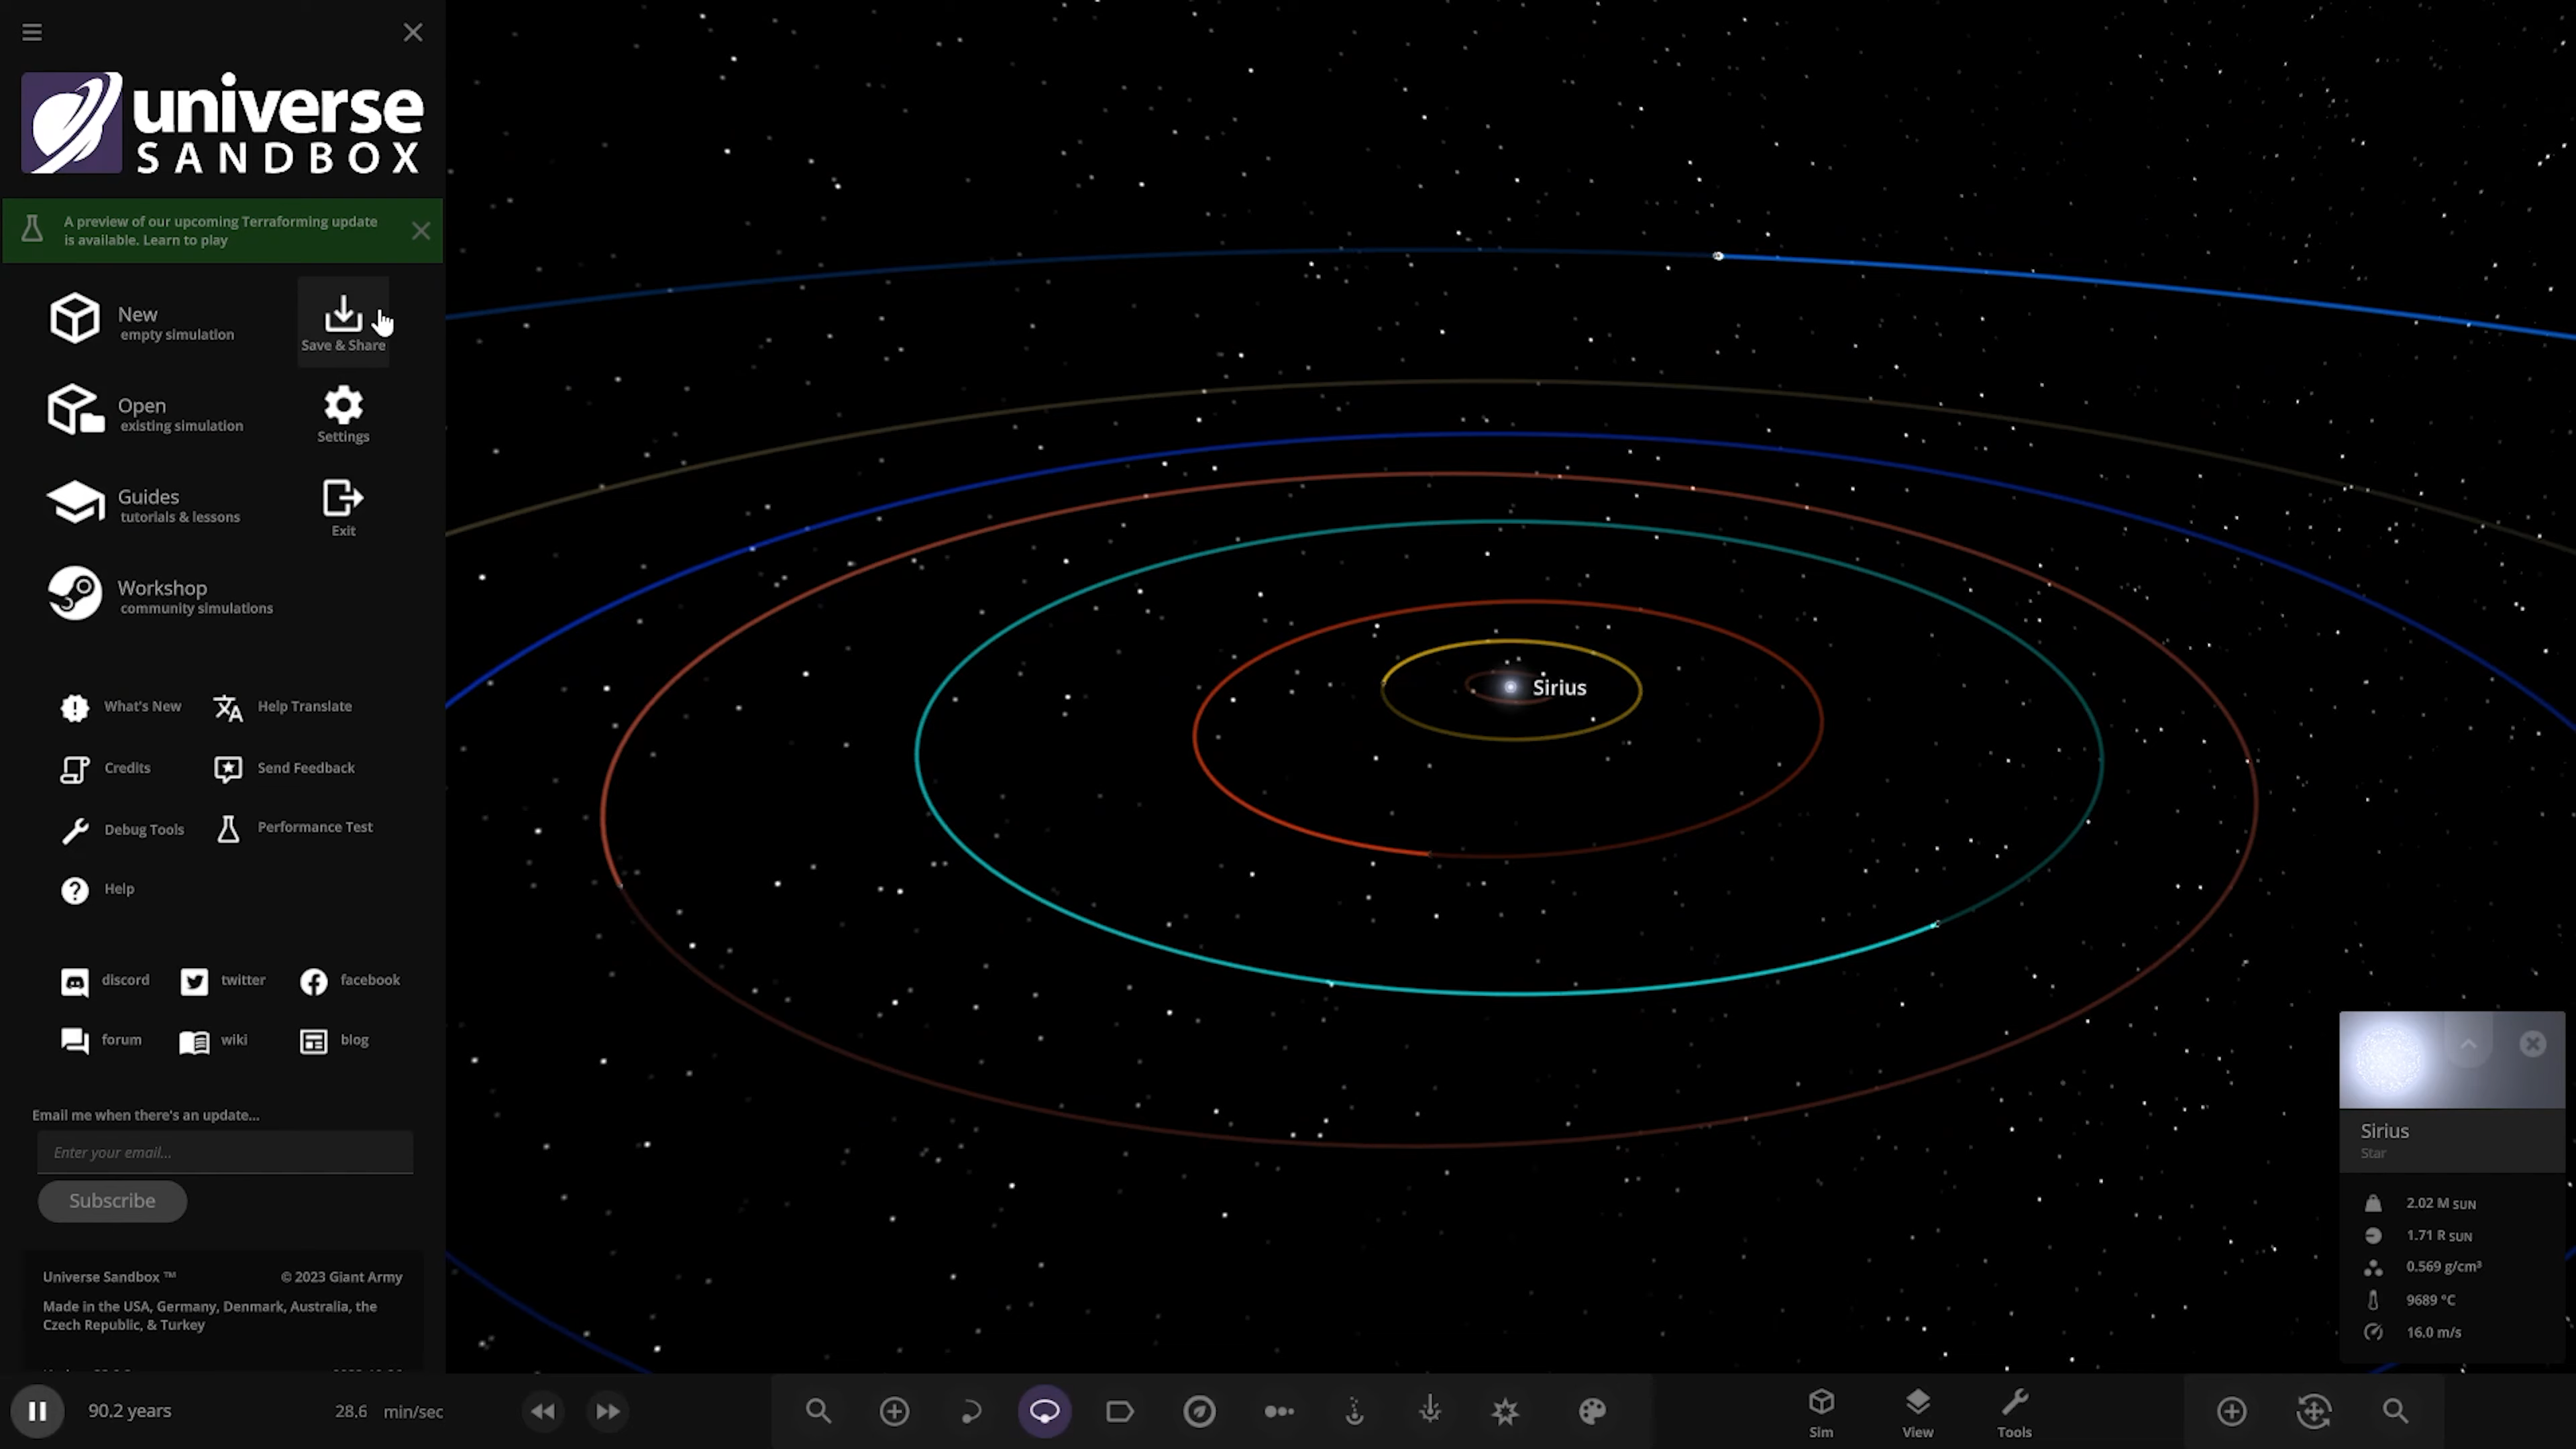 universe
SANDBOX
A preview of our upcoming Terraforming update
is available. Learn to play
New
empty simulation
Save & Share
Open
existing simulation
Settings
Guides
tutorials & lessons
Exit
Workshop
community simulations
What's New
Help Translate
Credits
Send Feedback
Debug Tools
Performance Test
Help
discord
twitter
facebook
forum
wiki
blog
Email me when there's an update...
Enter your email...
Subscribe
Universe Sandbox ™
© 2023 Giant Army
Made in the USA, Germany, Denmark, Australia, the
Czech Republic, & Turkey
Sirius
Sirius
Star
2.02 M SUN
1.71 R SUN
0.569 g/cm³
9689 °C
16.0 m/s
90.2 years
28.6 min/sec
Sim
View
Tools